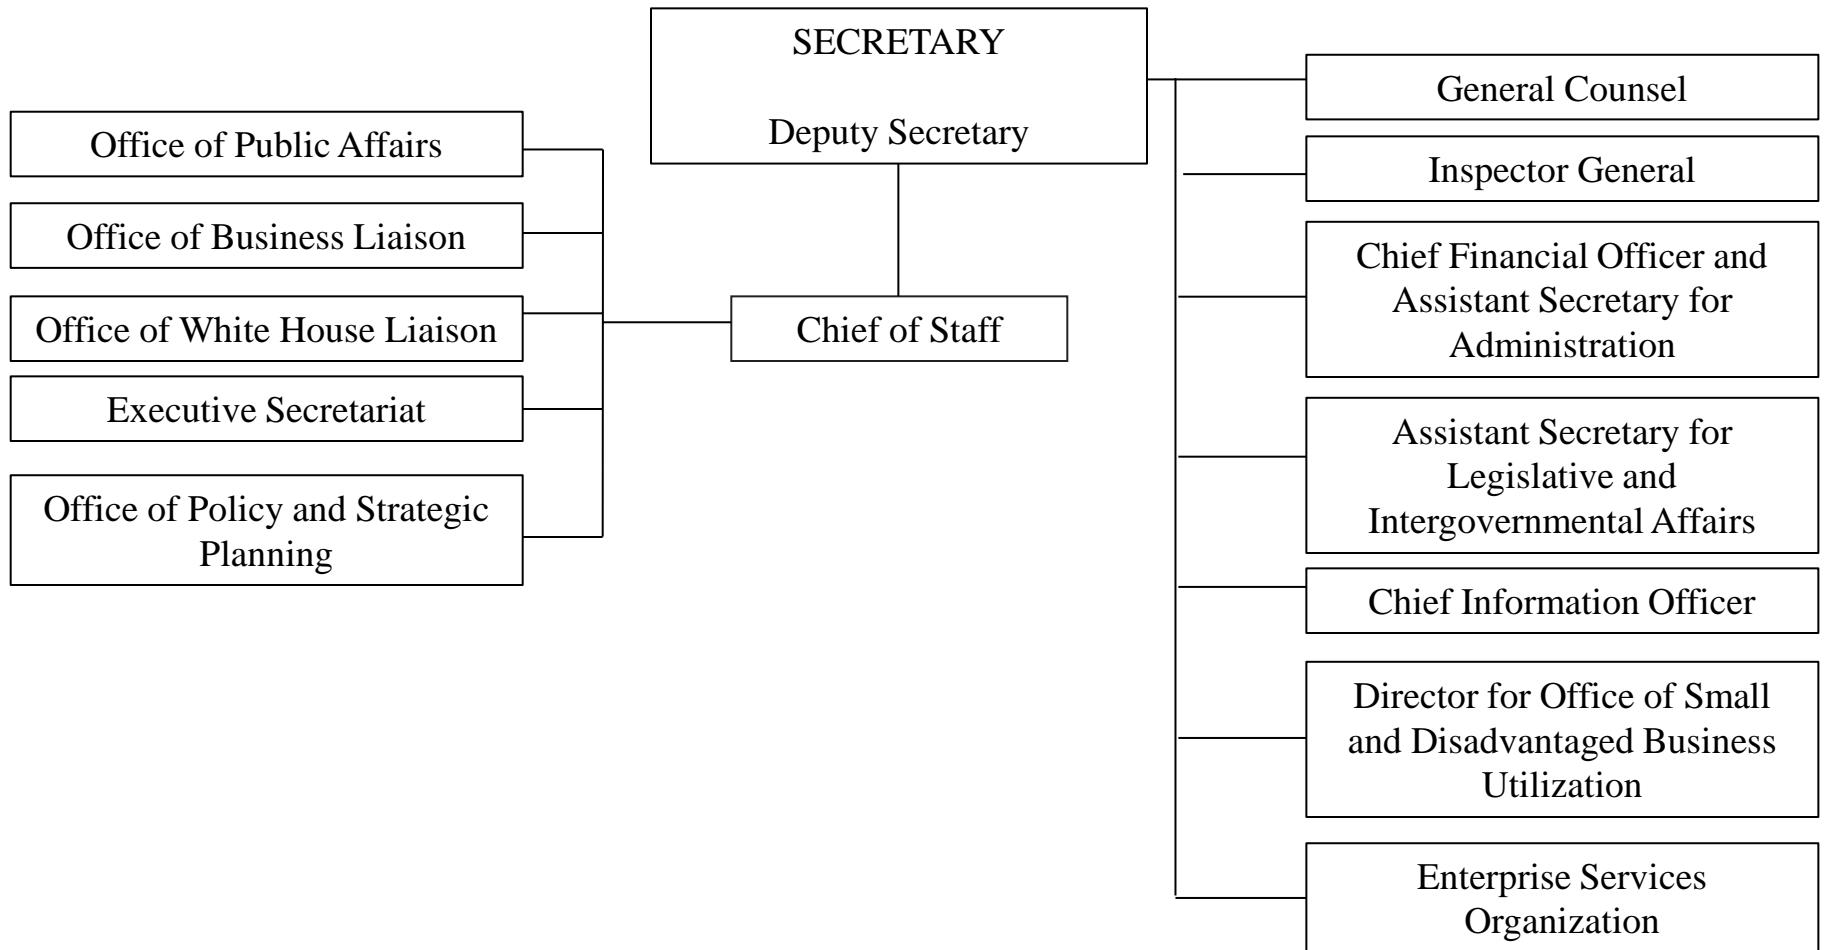 SECRETARY
Deputy Secretary
Office of Public Affairs
Office of Business Liaison
Office of White House Liaison
Executive Secretariat
Office of Policy and Strategic
Planning
Chief of Staff
General Counsel
Inspector General
Chief Financial Officer and
Assistant Secretary for
Administration
Assistant Secretary for
Legislative and
Intergovernmental Affairs
Chief Information Officer
Director for Office of Small
and Disadvantaged Business
Utilization
Enterprise Services
Organization